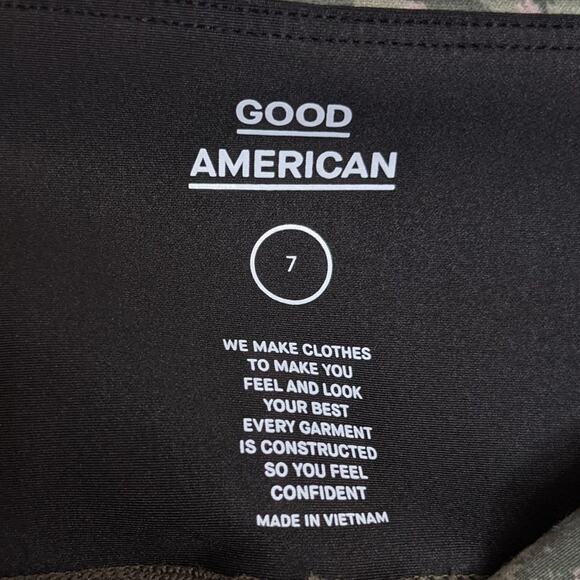 GOOD
AMERICAN
7
WE MAKE CLOTHES
TO MAKE YOU
FEEL AND LOOK
YOUR BEST
EVERY GARMENT
IS CONSTRUCTED
SO YOU FEEL
CONFIDENT
MADE IN VIETNAM